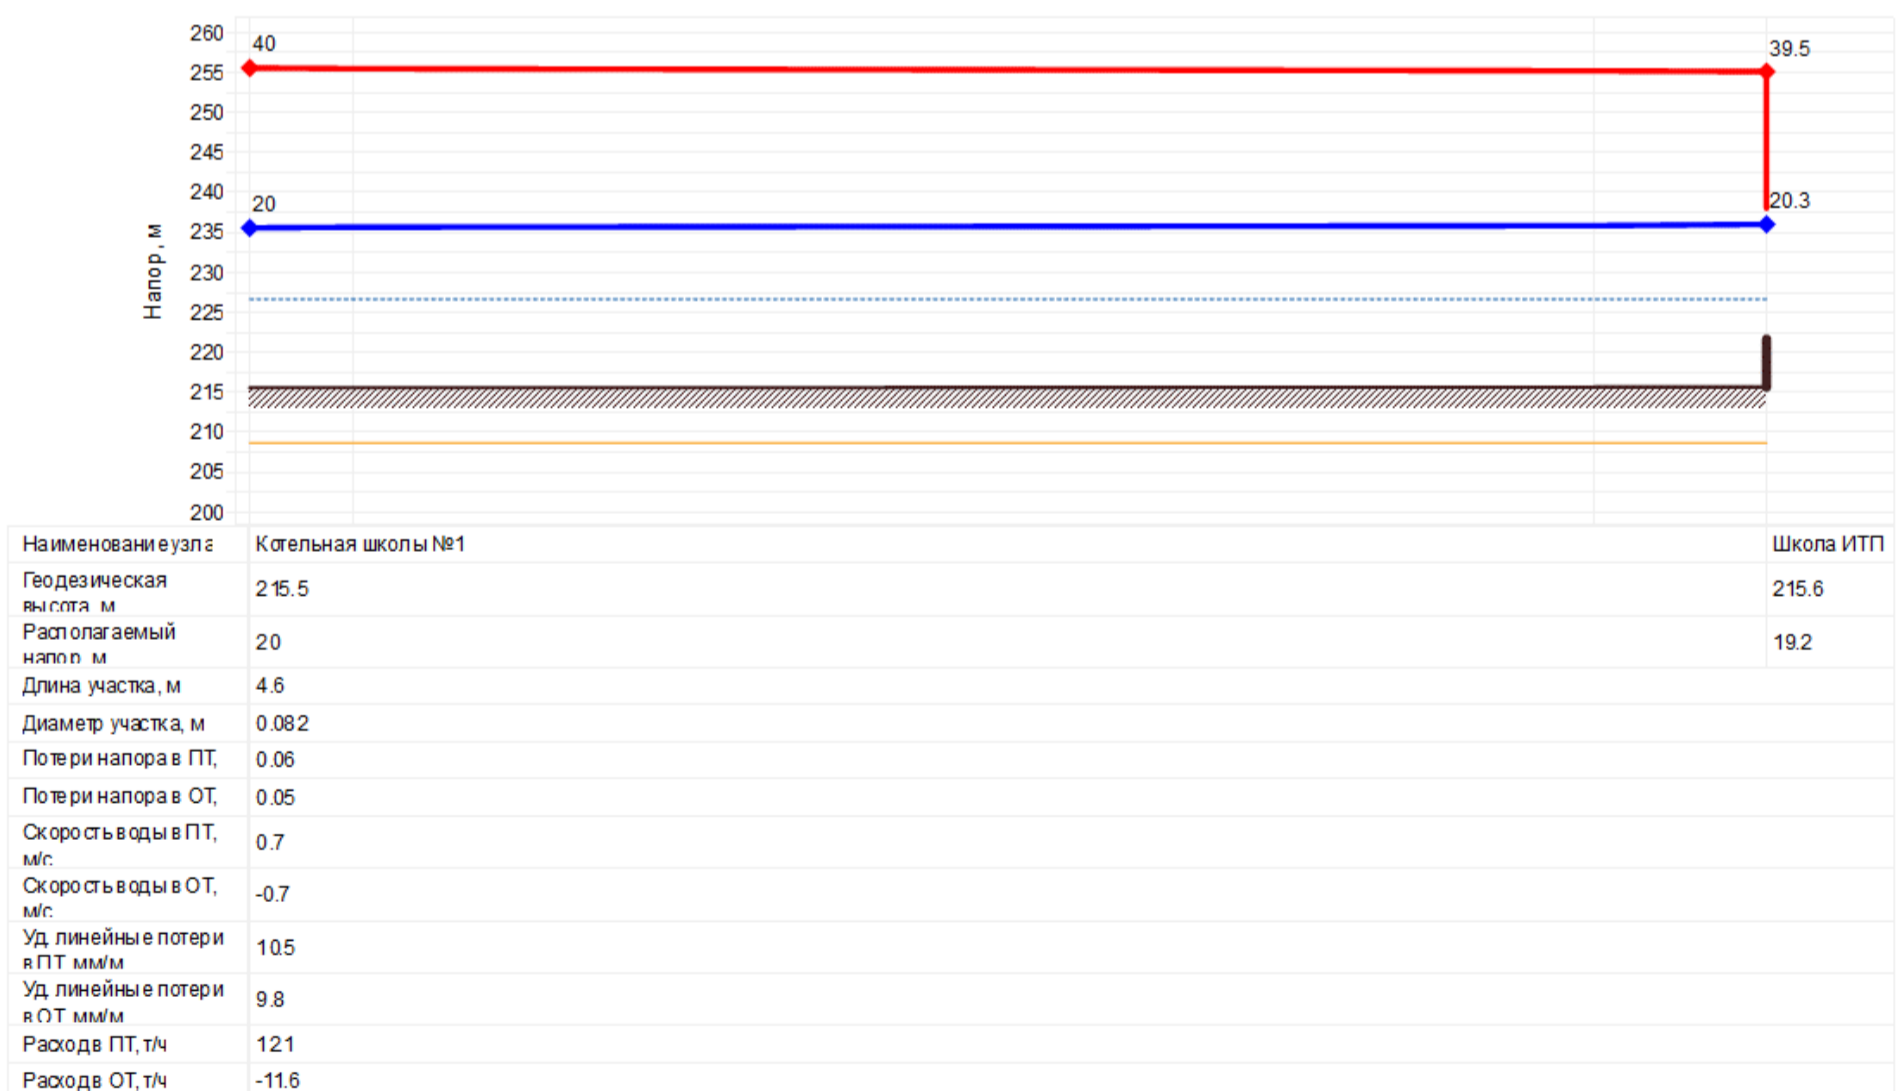 260
40
39.5
255
250
245
240
20
20.3
235
Напор, м
230
225
220
215
210
205
200
Наименование узла
Котельная школы №1
Школа ИТП
Геодезическая
высота, м
215.5
215.6
Располагаемый
напор, м
20
19.2
Длина участка, м
4.6
Диаметр участка, м
0.082
Потери напора в ПТ,
0.06
Потери напора в ОТ,
0.05
Скорость воды в ПТ,
м/с
0.7
Скорость воды в ОТ,
м/с
-0.7
Уд. линейные потери
в ПТ, мм/м
10.5
Уд. линейные потери
в ОТ, мм/м
9.8
Расход в ПТ, т/ч
12.1
Расход в ОТ, т/ч
-11.6